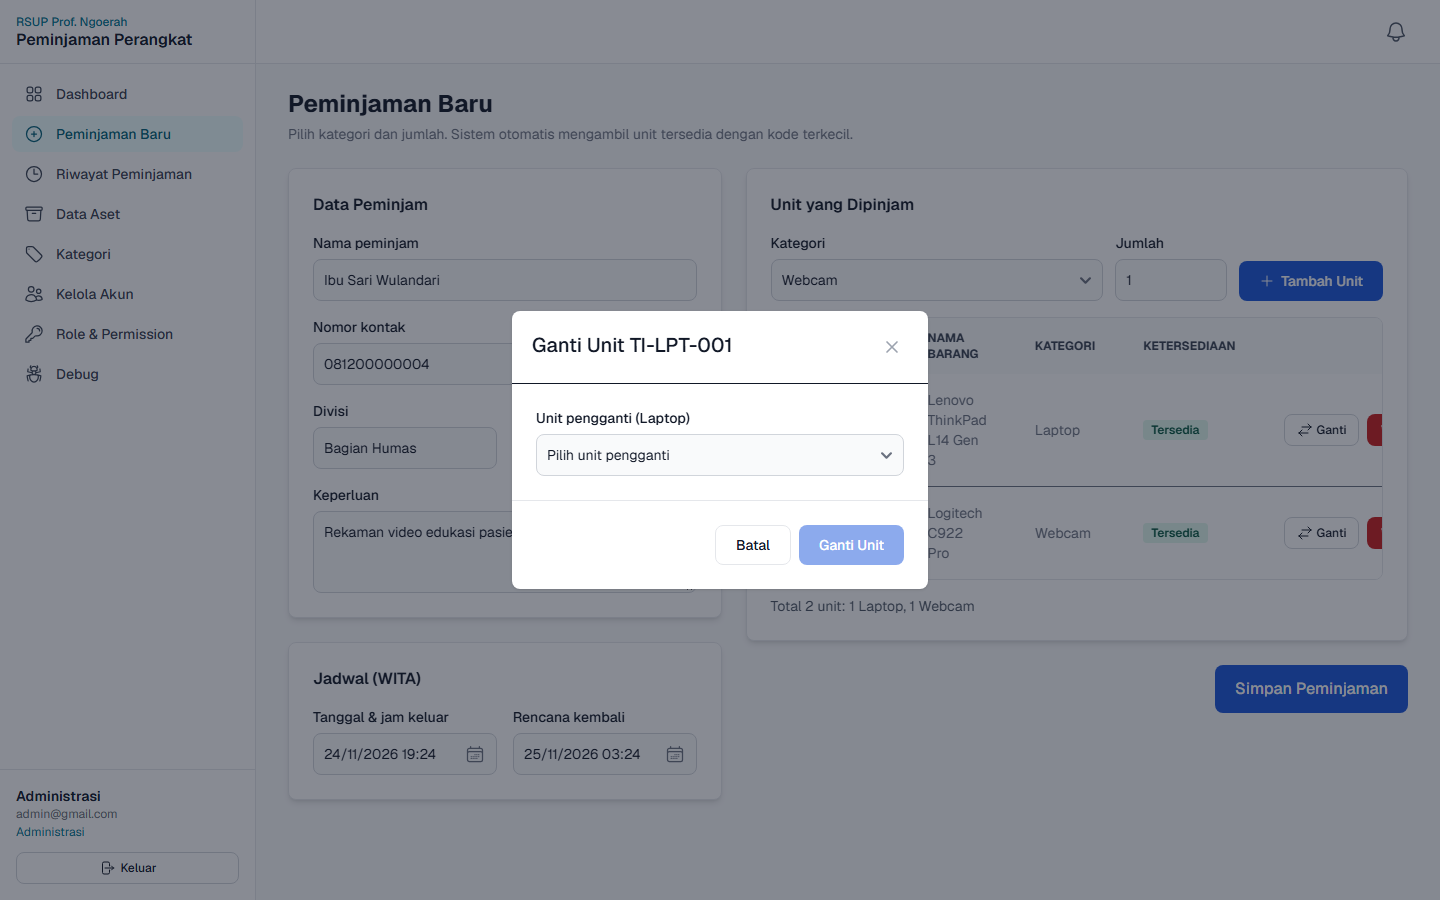 RSUP Prof. Ngoerah
Peminjaman Perangkat
Dashboard
Peminjaman Baru
Riwayat Peminjaman
Data Aset
Kategori
Kelola Akun
Role & Permission
Debug
Administrasi
admin@gmail.com
Administrasi
Keluar
Peminjaman Baru
Pilih kategori dan jumlah. Sistem otomatis mengambil unit tersedia dengan kode terkecil.
Data Peminjam
Nama peminjam
Ibu Sari Wulandari
Nomor kontak
081200000004
Divisi
Bagian Humas
Keperluan
Rekaman video edukasi pasie
Jadwal (WITA)
Tanggal & jam keluar
Rencana kembali
24/11/2026 19:24
25/11/2026 03:24
Unit yang Dipinjam
Kategori
Jumlah
Webcam
1
Tambah Unit
NAMA
BARANG
KATEGORI
KETERSEDIAAN
Lenovo
ThinkPad
L14 Gen
3
Laptop
Tersedia
Ganti
Logitech
C922
Pro
Webcam
Tersedia
Ganti
Total 2 unit: 1 Laptop, 1 Webcam
Simpan Peminjaman
Ganti Unit TI-LPT-001
Unit pengganti (Laptop)
Pilih unit pengganti
Batal
Ganti Unit